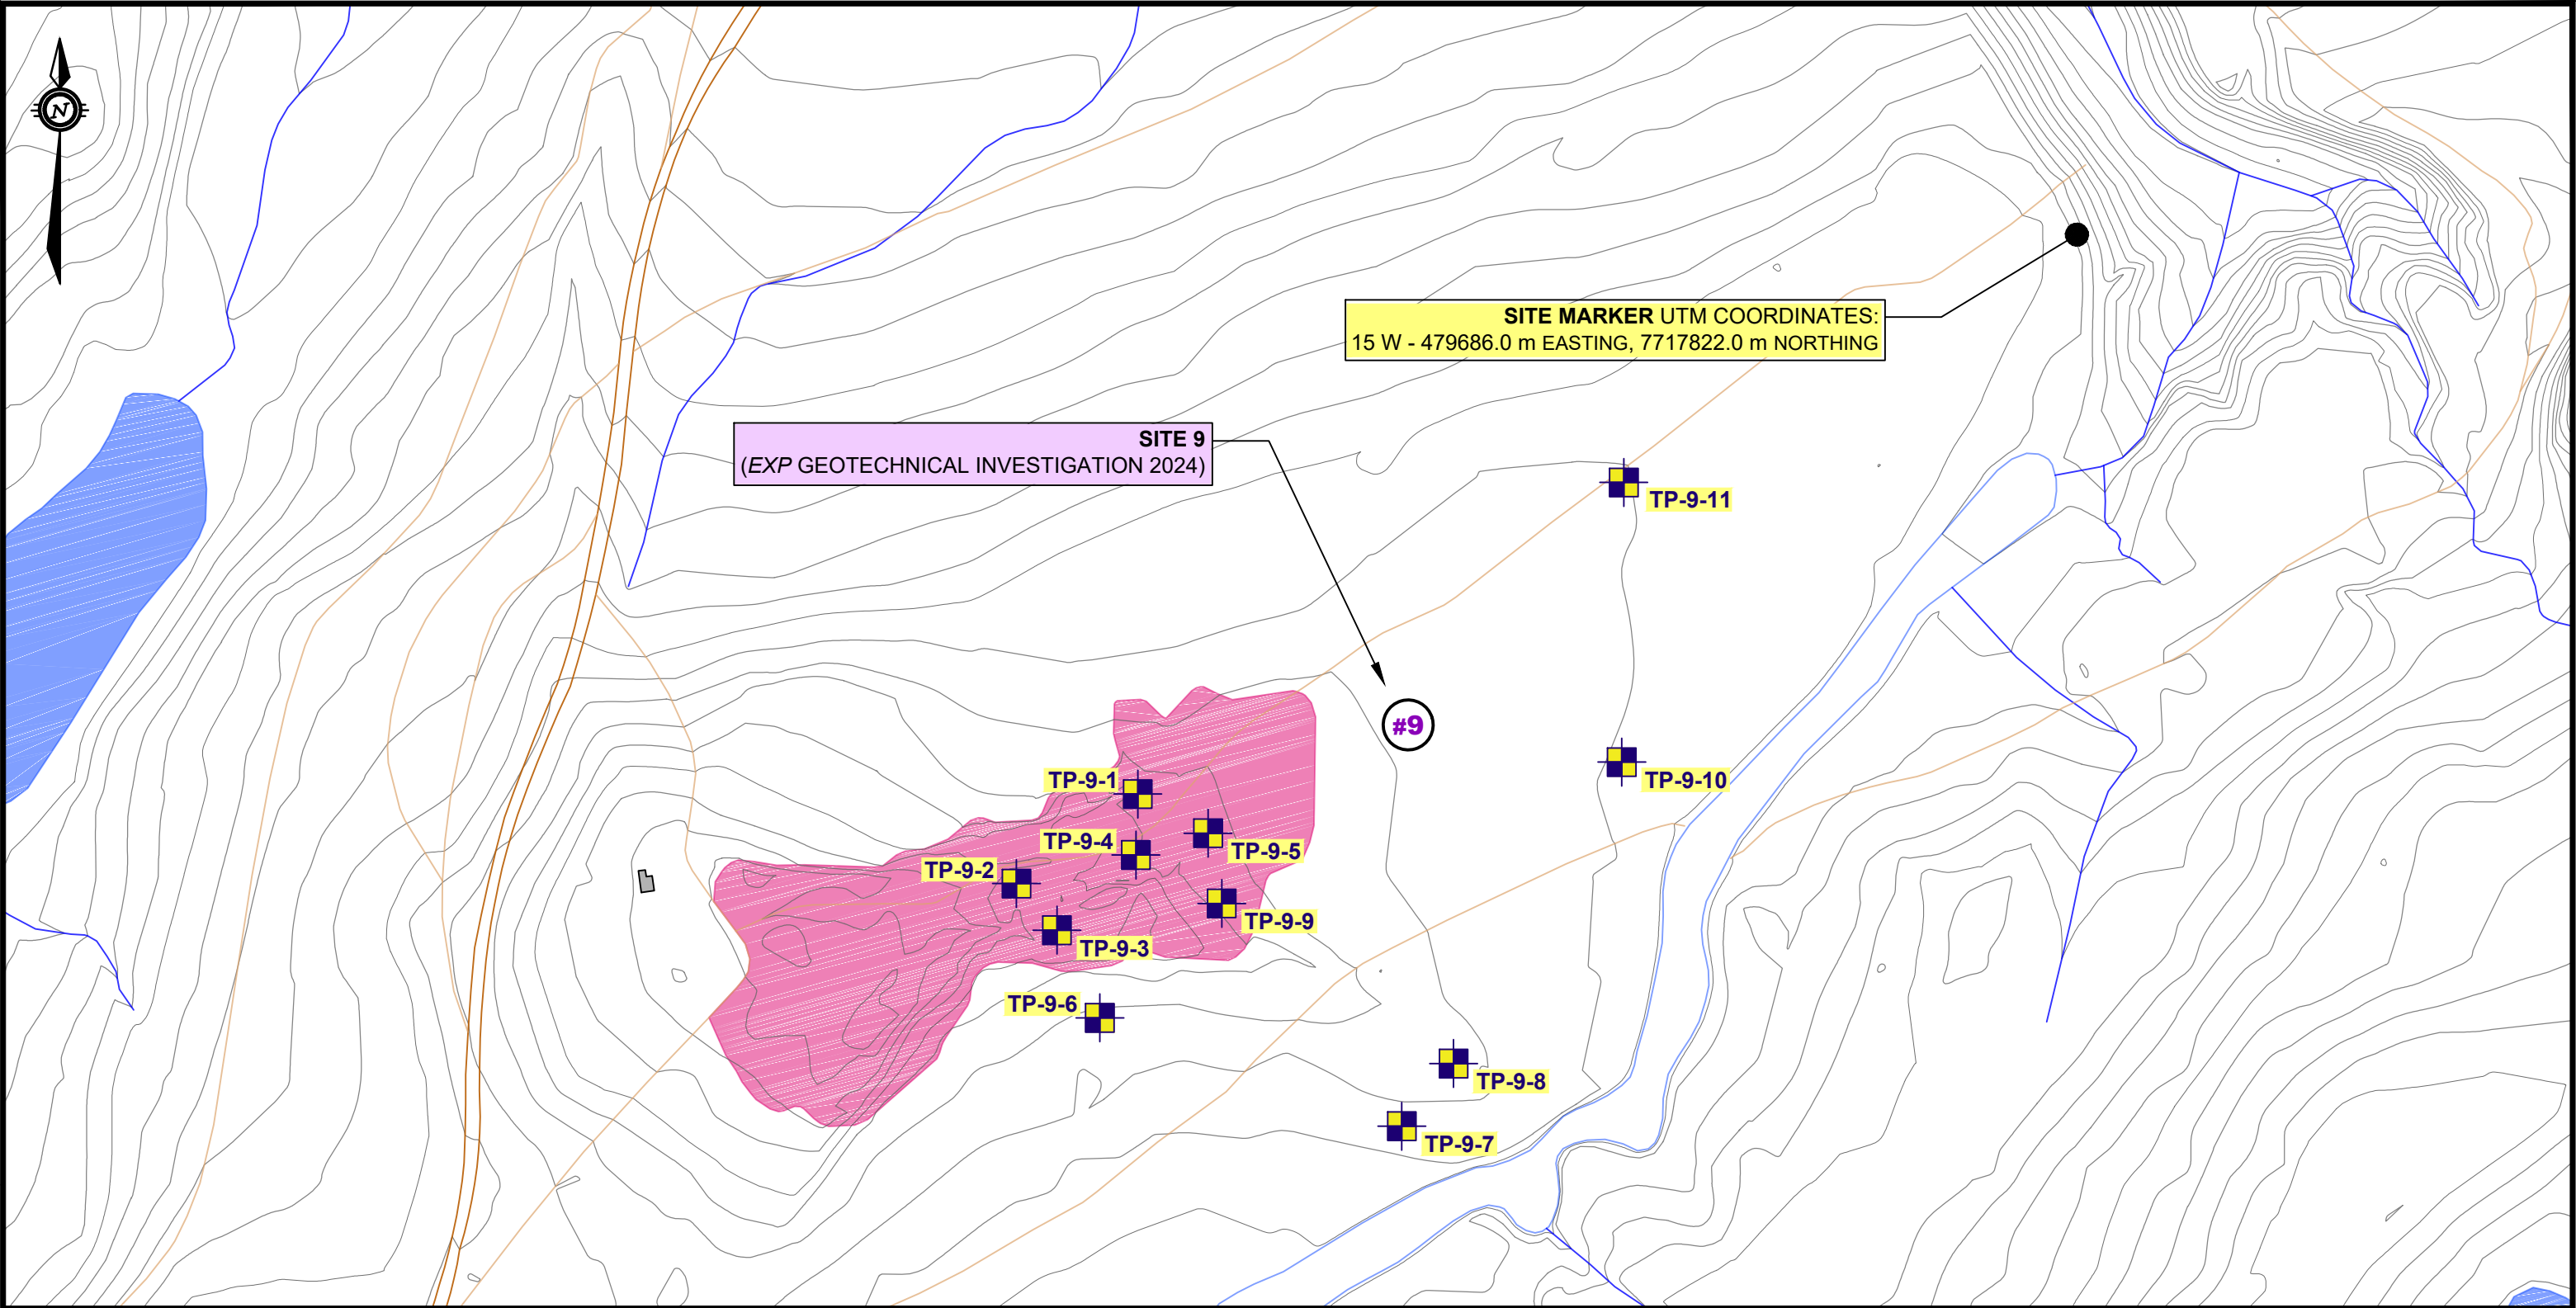 N
SITE MARKER UTM COORDINATES:
15 W - 479686.0 m EASTING, 7717822.0 m NORTHING
SITE 9
(EXP GEOTECHNICAL INVESTIGATION 2024)
TP-9-11
#9
TP-9-1
TP-9-10
TP-9-4
TP-9-5
TP-9-2
TP-9-9
TP-9-3
TP-9-6
TP-9-8
TP-9-7